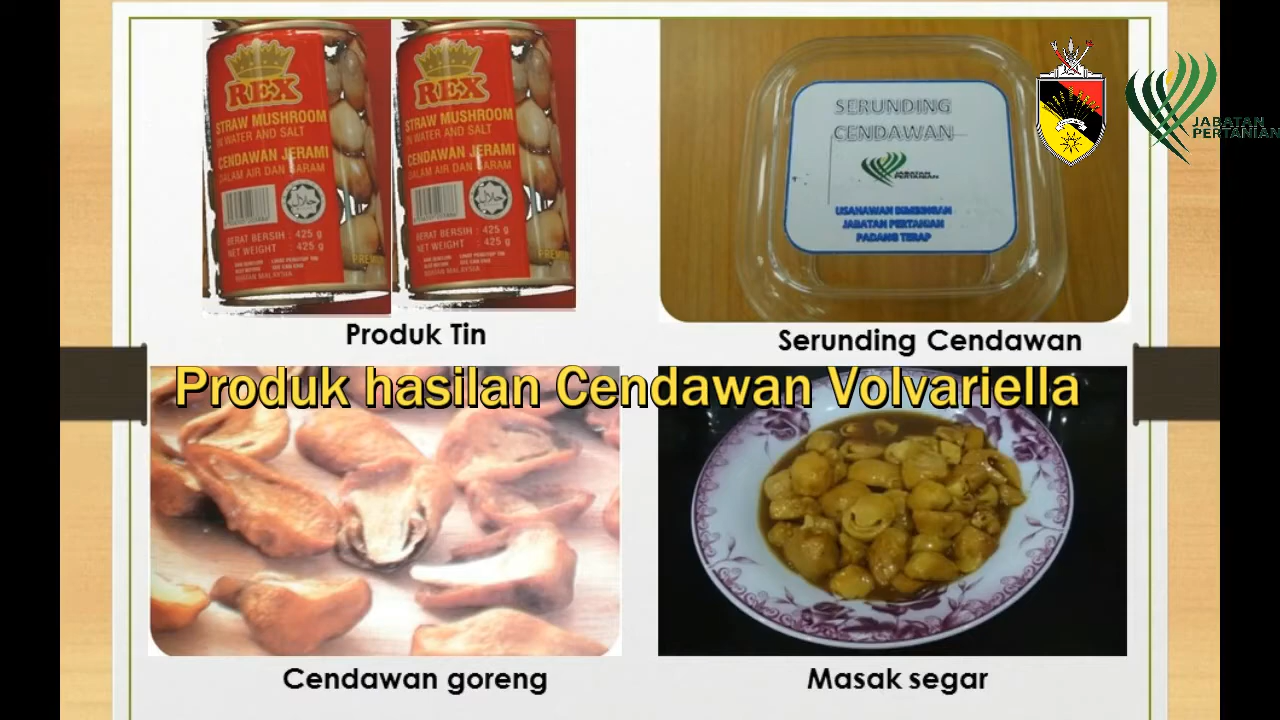 REX
STRAW MUSHROOM
IN WATER AND SALT
CENDAWAN JERAMI
DALAM AIR DAN GARAM
BERAT BERSIH : 425 g
NET WEIGHT : 425 g
REX
STRAW MUSHROOM
IN WATER AND SALT
CENDAWAN JERAMI
DALAM AIR DAN GARAM
BERAT BERSIH : 425 g
NET WEIGHT : 425 g
SERUNDING
CENDAWAN
JABATAN
PERTANIAN
USAHAWAN BIMBINGAN
JABATAN PERTANIAN
PADANG TERAP
JABATAN
PERTANIAN
Produk Tin
Serunding Cendawan
Produk hasilan Cendawan Volvariella
Cendawan goreng
Masak segar